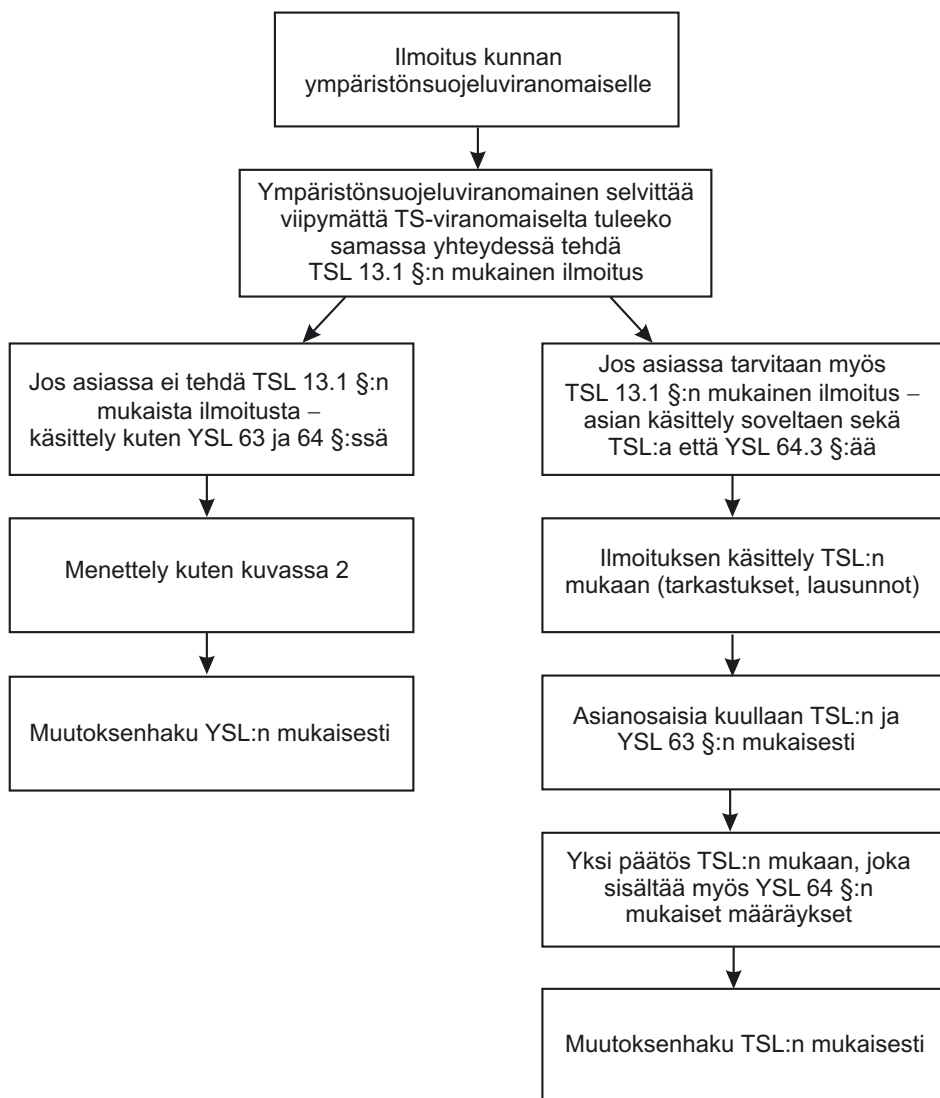 Ilmoitus kunnan
ympäristönsuojeluviranomaiselle
Ympäristönsuojeluviranomainen selvittää
viipymättä TS-viranomaiselta tuleeko
samassa yhteydessä tehdä
TSL 13.1 §:n mukainen ilmoitus
Jos asiassa ei tehdä TSL 13.1 §:n
mukaista ilmoitusta –
käsittely kuten YSL 63 ja 64 §:ssä
Menettely kuten kuvassa 2
Muutoksenhaku YSL:n mukaisesti
Jos asiassa tarvitaan myös
TSL 13.1 §:n mukainen ilmoitus –
asian käsittely soveltaen sekä
TSL:a että YSL 64.3 §:ää
Ilmoituksen käsittely TSL:n
mukaan (tarkastukset, lausunnot)
Asianosaisia kuullaan TSL:n ja
YSL 63 §:n mukaisesti
Yksi päätös TSL:n mukaan, joka
sisältää myös YSL 64 §:n
mukaiset määräykset
Muutoksenhaku TSL:n mukaisesti